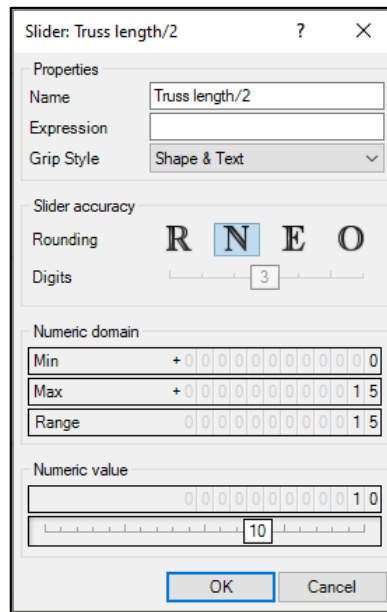 Slider: Truss length/2 ? ×
Properties
Name Truss length/2
Expression
Grip Style Shape & Text
Slider accuracy
Rounding R N E O
Digits 3
Numeric domain
Min + 0 0 0 0 0 0 0 0 0 0 0
Max + 0 0 0 0 0 0 0 0 0 1 5
Range 0 0 0 0 0 0 0 0 0 1 5
Numeric value
0 0 0 0 0 0 0 0 0 1 0
10
OK Cancel